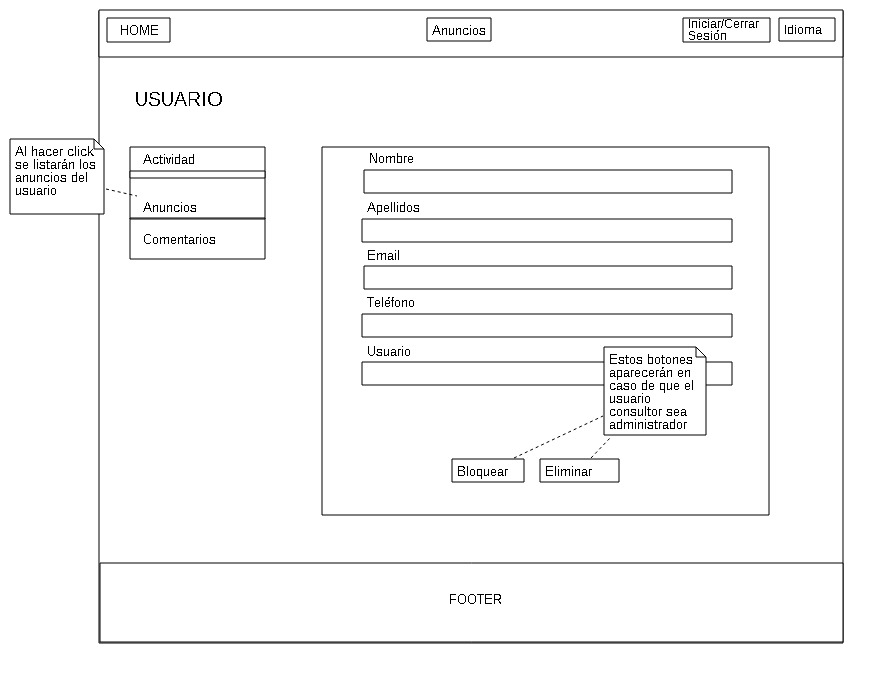 HOME
Anuncios
Iniciar/Cerrar
Sesión
Idioma
USUARIO
Al hacer click
se listarán los
anuncios del
usuario
Actividad
Anuncios
Comentarios
Nombre
Apellidos
Email
Teléfono
Usuario
Estos botones
aparecerán en
caso de que el
usuario
consultor sea
administrador
Bloquear
Eliminar
FOOTER